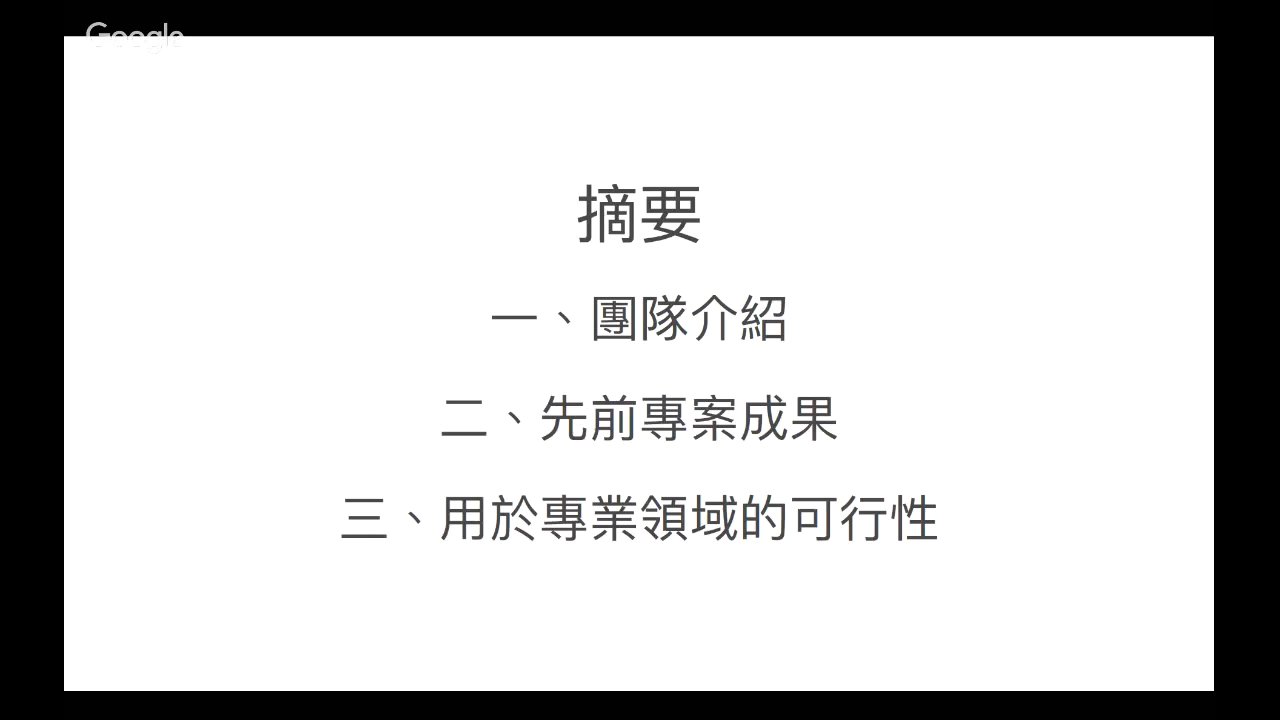 Google
摘要
一、團隊介紹
二、先前專案成果
三、用於專業領域的可行性